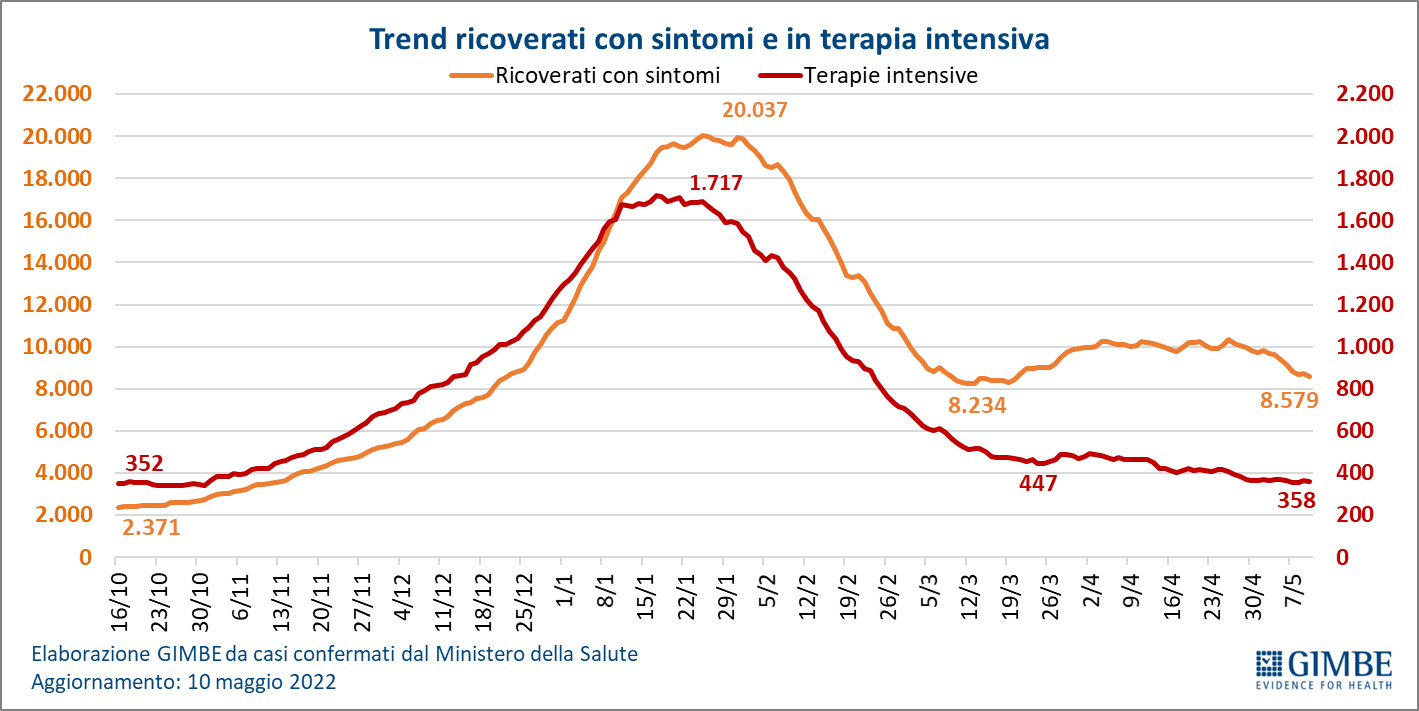 Trend ricoverati con sintomi e in terapia intensiva
Ricoverati con sintomi Terapie intensive
22.000 2.200
20.037
20.000 2.000
18.000 1.800
1.717
16.000 1.600
14.000 1.400
12.000 1.200
10.000 1.000
8.000 800
8.234 8.579
6.000 600
352
4.000 400
447 358
2.371
2.000 200
0 0
16/10 23/10 30/10 6/11 13/11 20/11 27/11 4/12 11/12 18/12 25/12 1/1 8/1 15/1 22/1 29/1 5/2 12/2 19/2 26/2 5/3 12/3 19/3 26/3 2/4 9/4 16/4 23/4 30/4 7/5
Elaborazione GIMBE da casi confermati dal Ministero della Salute
Aggiornamento: 10 maggio 2022
GIMBE
EVIDENCE FOR HEALTH